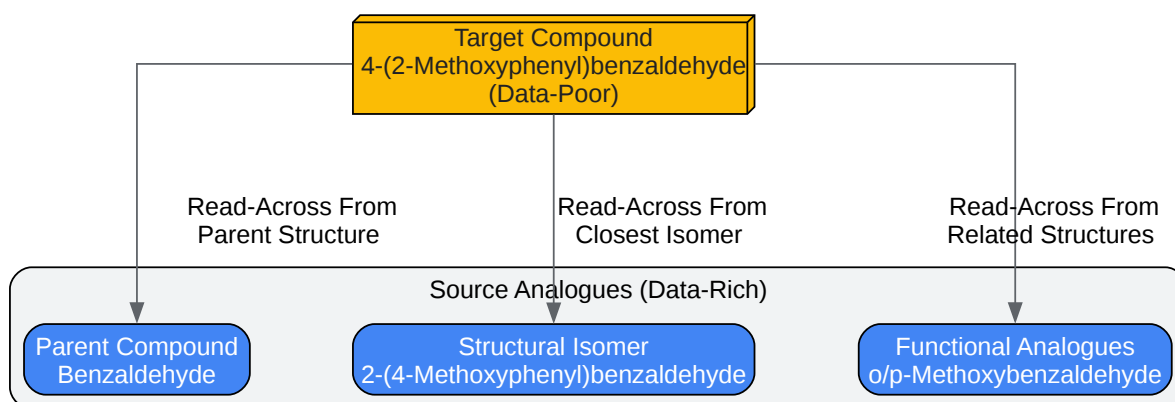 Target Compound
4-(2-Methoxyphenyl)benzaldehyde
(Data-Poor)
Read-Across From
Parent Structure
Read-Across From
Closest Isomer
Read-Across From
Related Structures
Source Analogues (Data-Rich)
Parent Compound
Benzaldehyde
Structural Isomer
2-(4-Methoxyphenyl)benzaldehyde
Functional Analogues
o/p-Methoxybenzaldehyde